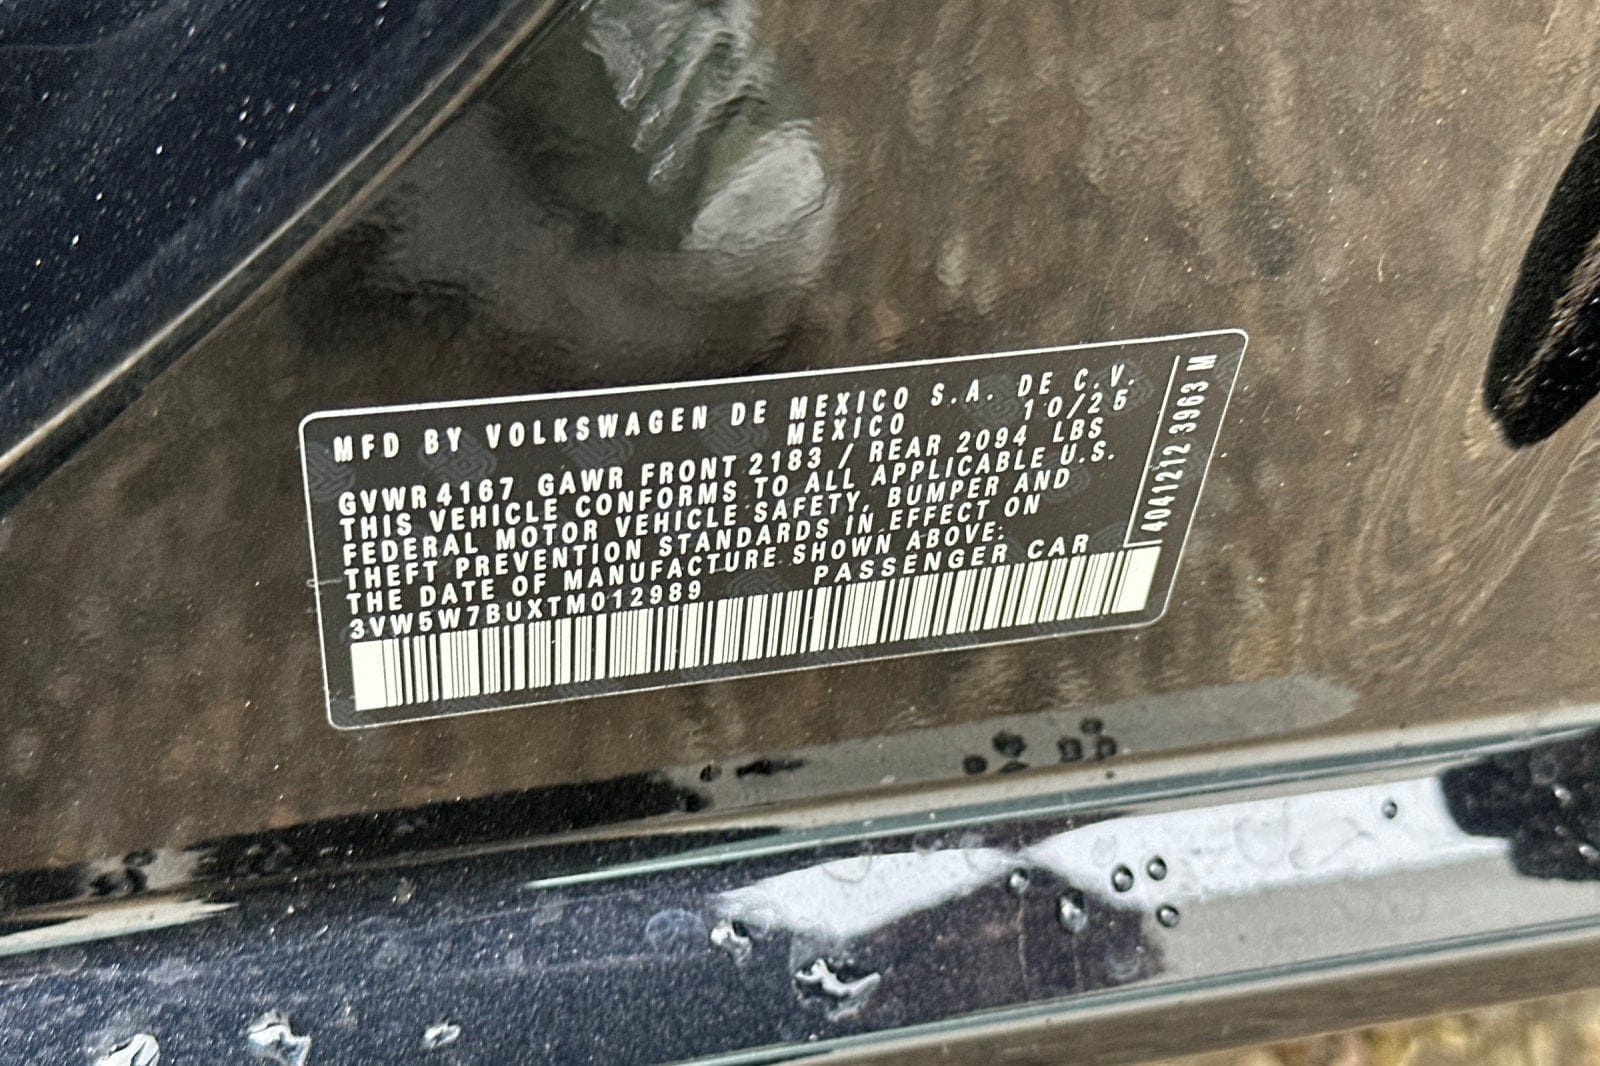 MFD BY VOLKSWAGEN DE MEXICO S.A. DE C.V.
MEXICO 10/25
GVWR 4167 GAWR FRONT 2183 / REAR 2094 LBS
THIS VEHICLE CONFORMS TO ALL APPLICABLE U.S.
FEDERAL MOTOR VEHICLE SAFETY, BUMPER AND
THEFT PREVENTION STANDARDS IN EFFECT ON
THE DATE OF MANUFACTURE SHOWN ABOVE:
3VW5W7BUXTM012989 PASSENGER CAR
4041212 3963 M